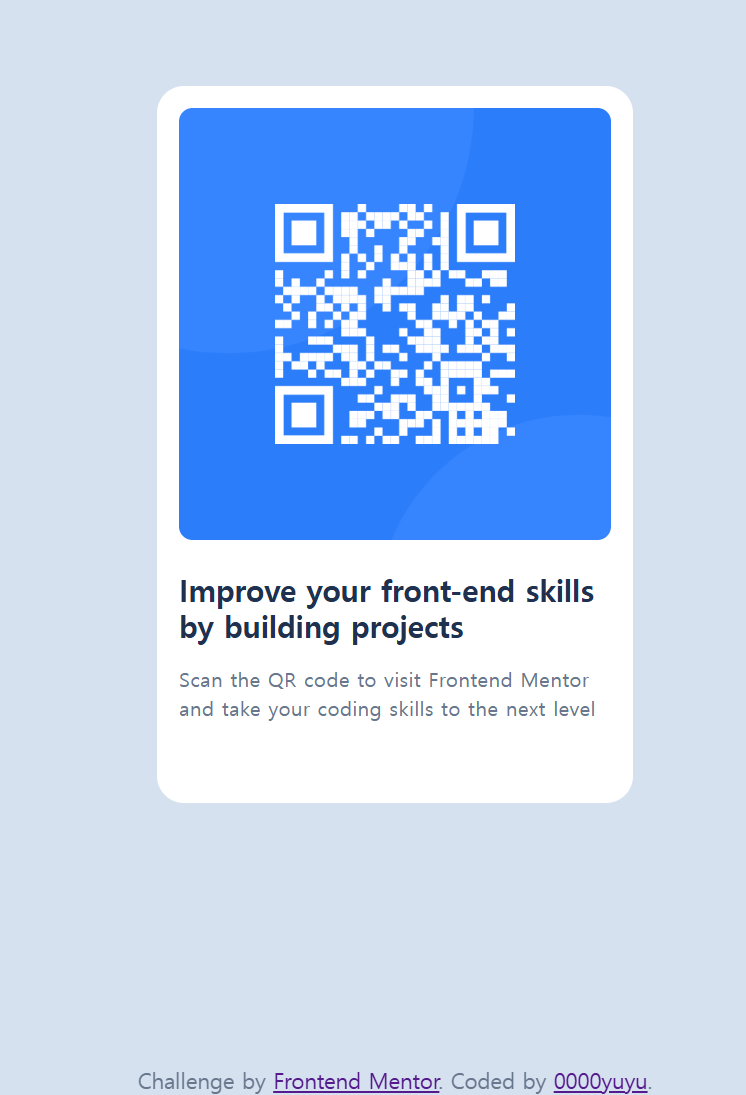 Improve your front-end skills
by building projects
Scan the QR code to visit Frontend Mentor
and take your coding skills to the next level
Challenge by Frontend Mentor. Coded by 0000yuyu.